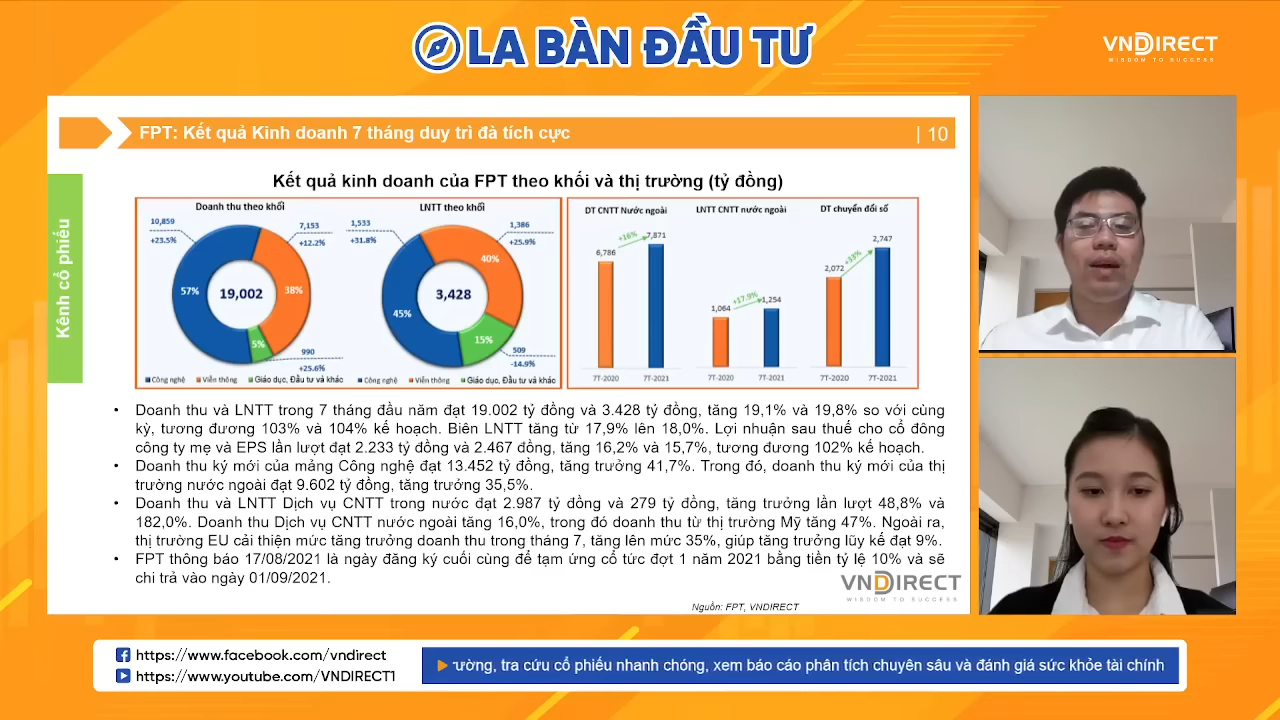 LA BÀN ĐẦU TƯ
VNDIRECT
WISDOM TO SUCCESS
FPT: Kết quả Kinh doanh 7 tháng duy trì đà tích cực
| 10
Kênh cổ phiếu
Kết quả kinh doanh của FPT theo khối và thị trường (tỷ đồng)
Doanh thu theo khối
10,859
+23.5%
7,153
+12.2%
57%
19,002
38%
5%
990
+25.6%
Công nghệ
Viễn thông
Giáo dục, Đầu tư và khác
LNTT theo khối
1,533
+31.8%
1,386
+25.9%
40%
45%
3,428
15%
509
-14.9%
Công nghệ
Viễn thông
Giáo dục, Đầu tư và khác
DT CNTT Nước ngoài
+16%
7,871
6,786
7T-2020
7T-2021
LNTT CNTT nước ngoài
+17.9%
1,064
1,254
7T-2020
7T-2021
DT chuyển đổi số
2,747
+33%
2,072
7T-2020
7T-2021
• Doanh thu và LNTT trong 7 tháng đầu năm đạt 19.002 tỷ đồng và 3.428 tỷ đồng, tăng 19,1% và 19,8% so với cùng
kỳ, tương đương 103% và 104% kế hoạch. Biên LNTT tăng từ 17,9% lên 18,0%. Lợi nhuận sau thuế cho cổ đông
công ty mẹ và EPS lần lượt đạt 2.233 tỷ đồng và 2.467 đồng, tăng 16,2% và 15,7%, tương đương 102% kế hoạch.
• Doanh thu ký mới của mảng Công nghệ đạt 13.452 tỷ đồng, tăng trưởng 41,7%. Trong đó, doanh thu ký mới của thị
trường nước ngoài đạt 9.602 tỷ đồng, tăng trưởng 35,5%.
• Doanh thu và LNTT Dịch vụ CNTT trong nước đạt 2.987 tỷ đồng và 279 tỷ đồng, tăng trưởng lần lượt 48,8% và
182,0%. Doanh thu Dịch vụ CNTT nước ngoài tăng 16,0%, trong đó doanh thu từ thị trường Mỹ tăng 47%. Ngoài ra,
thị trường EU cải thiện mức tăng trưởng doanh thu trong tháng 7, tăng lên mức 35%, giúp tăng trưởng lũy kế đạt 9%.
• FPT thông báo 17/08/2021 là ngày đăng ký cuối cùng để tạm ứng cổ tức đợt 1 năm 2021 bằng tiền tỷ lệ 10% và sẽ
chi trả vào ngày 01/09/2021.
VNDIRECT
WISDOM TO SUCCESS
Nguồn: FPT, VNDIRECT
https://www.facebook.com/vndirect
https://www.youtube.com/VNDIRECT1
ường, tra cứu cổ phiếu nhanh chóng, xem báo cáo phân tích chuyên sâu và đánh giá sức khỏe tài chính